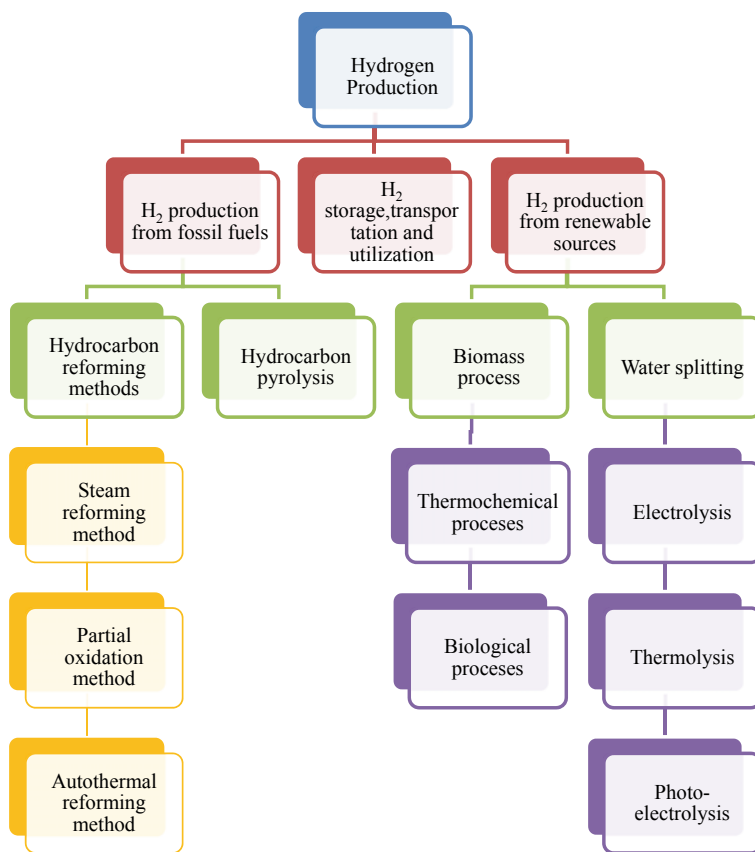 Hydrogen
Production
H₂ production
from fossil fuels
H₂
storage,transpor
tation and
utilization
H₂ production
from renewable
sources
Hydrocarbon
reforming
methods
Hydrocarbon
pyrolysis
Biomass
process
Water splitting
Steam
reforming
method
Thermochemical
proceses
Electrolysis
Partial
oxidation
method
Biological
proceses
Thermolysis
Autothermal
reforming
method
Photo-
electrolysis